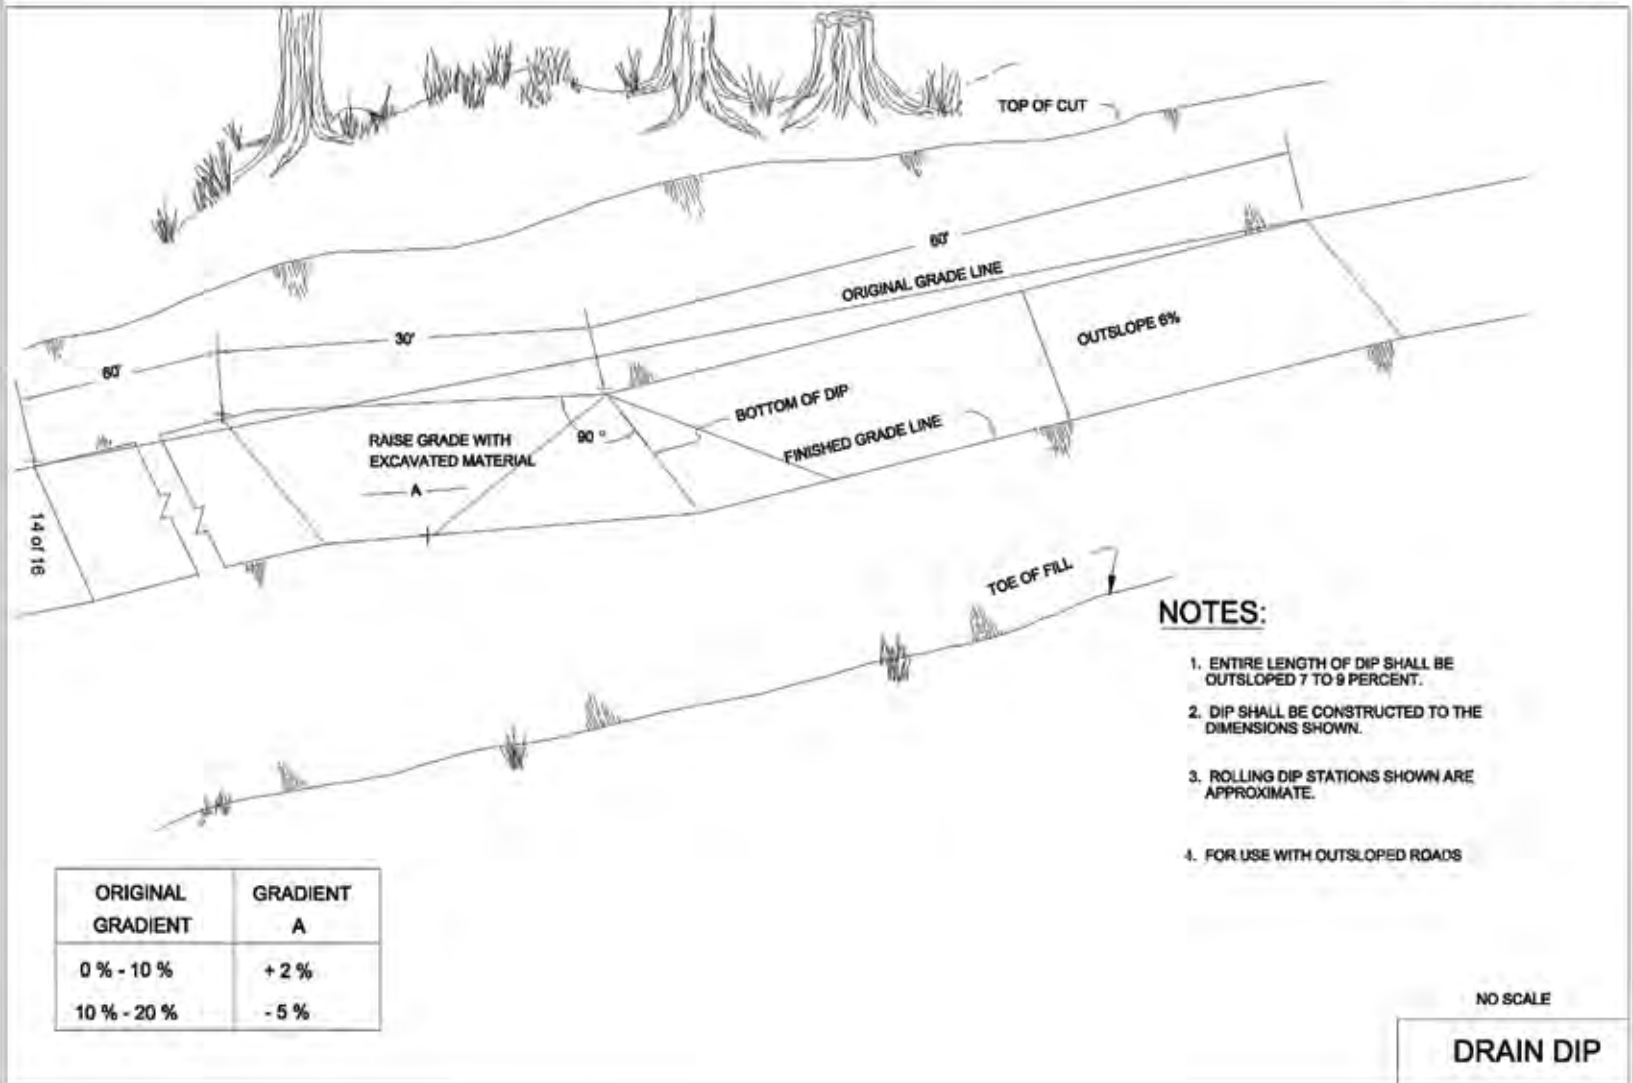 TOP OF CUT
60'
ORIGINAL GRADE LINE
30'
OUTSLOPE 6%
60'
BOTTOM OF DIP
RAISE GRADE WITH
EXCAVATED MATERIAL
90 °
FINISHED GRADE LINE
A
14 of 16
TOE OF FILL
NOTES:
1. ENTIRE LENGTH OF DIP SHALL BE
OUTSLOPED 7 TO 9 PERCENT.
2. DIP SHALL BE CONSTRUCTED TO THE
DIMENSIONS SHOWN.
3. ROLLING DIP STATIONS SHOWN ARE
APPROXIMATE.
4. FOR USE WITH OUTSLOPED ROADS
ORIGINAL GRADIENT
GRADIENT A
0 % - 10 % + 2 %
10 % - 20 % - 5 %
NO SCALE
DRAIN DIP